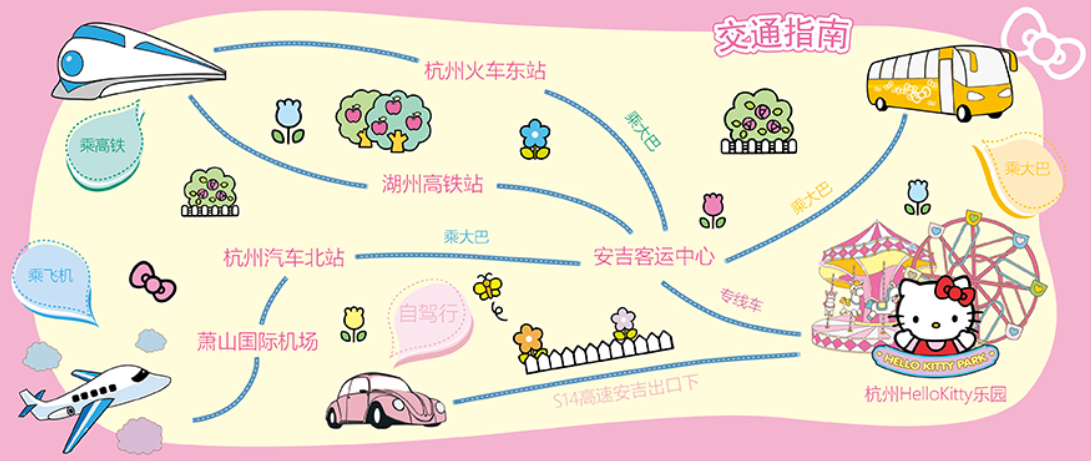 交通指南
杭州火车东站
乘高铁
乘大巴
乘大巴
湖州高铁站
乘大巴
杭州汽车北站
乘大巴
安吉客运中心
乘飞机
自驾行
专线车
萧山国际机场
HELLO KITTY PARK
S14高速安吉出口下
杭州HelloKitty乐园